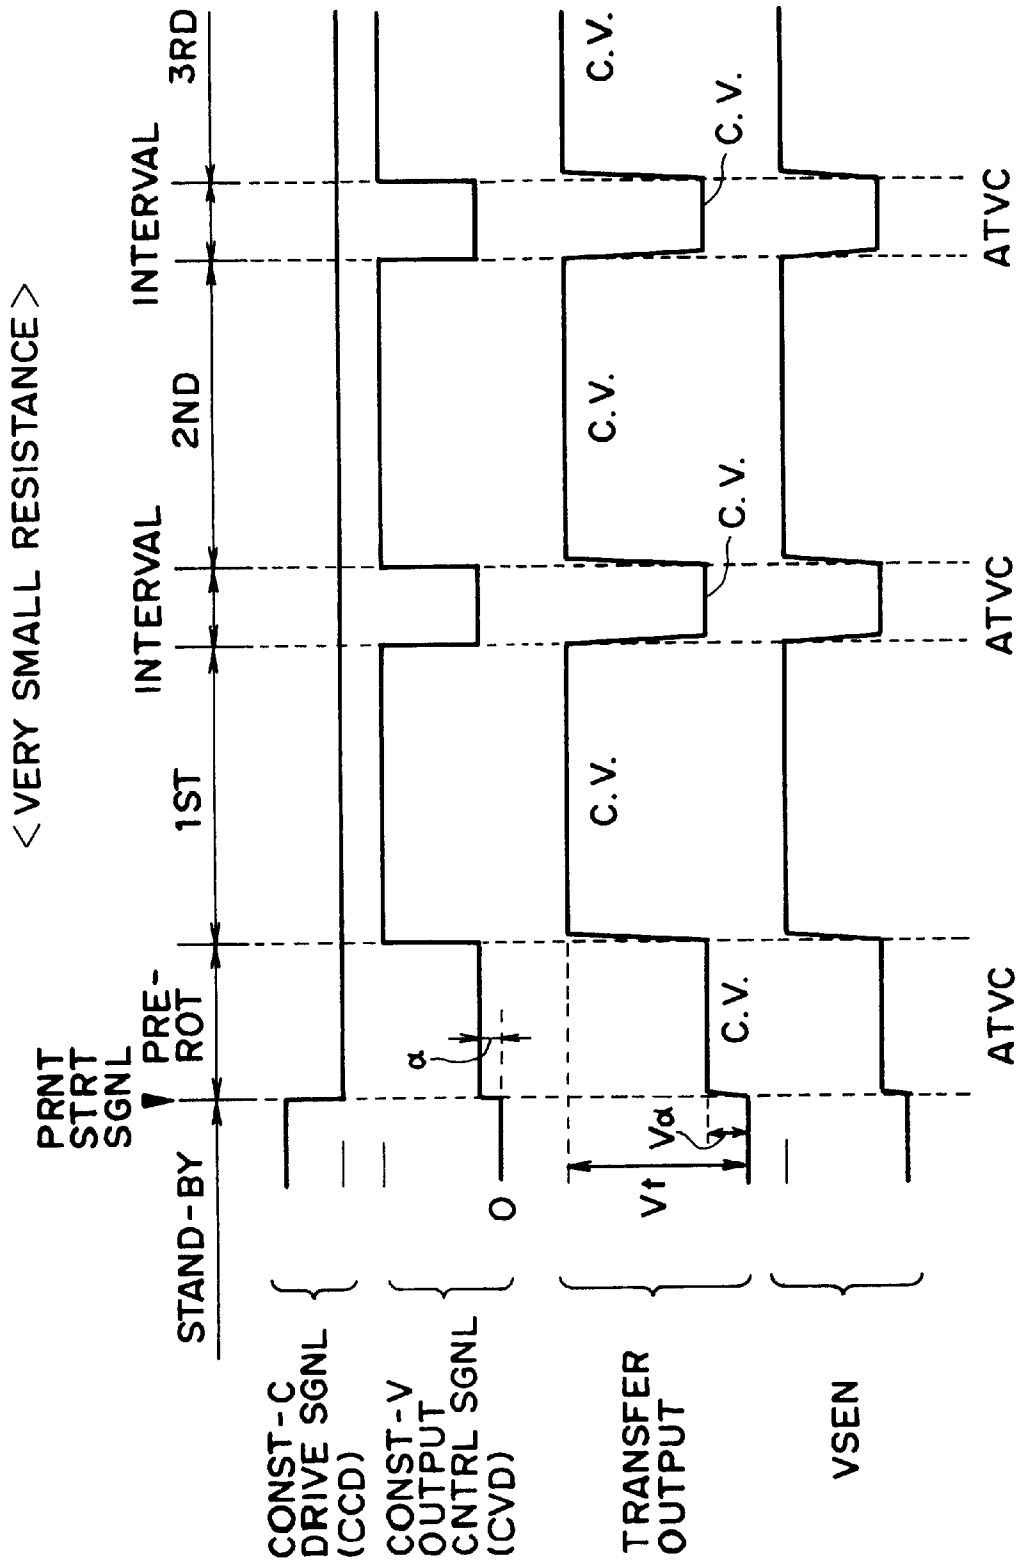 <VERY SMALL RESISTANCE>
PRNT
STRT
SGNL
STAND-BY
PRE-
ROT
1ST
INTERVAL
2ND
INTERVAL
3RD
CONST-C
DRIVE SGNL
(CCD)
CONST-V
OUTPUT
CNTRL SGNL
(CVD)
0
α
TRANSFER
OUTPUT
Vt
Vα
C.V.
C.V.
C.V.
C.V.
C.V.
C.V.
VSEN
ATVC
ATVC
ATVC